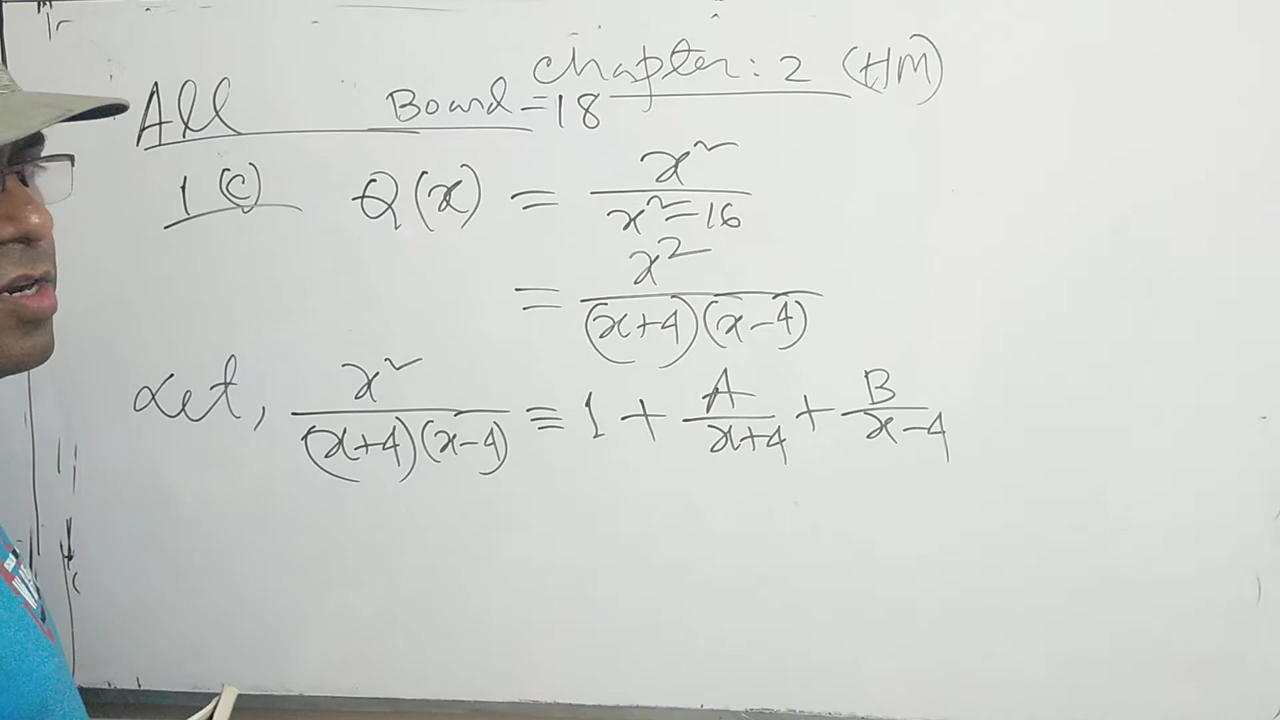 chapter: 2 (HM)
All Board = 18
1 (c) Q(x) = x² / x² - 16
= x² / (x+4)(x-4)
Let, x² / (x+4)(x-4) ≡ 1 + A / x+4 + B / x-4